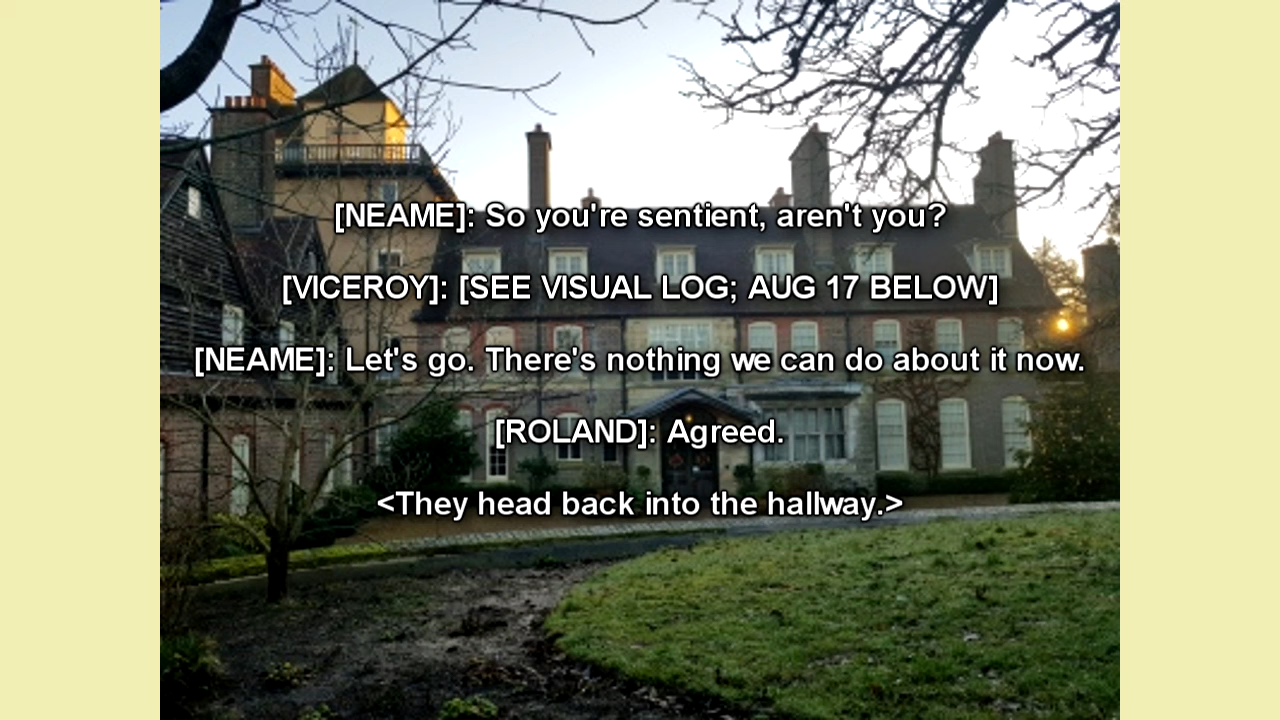 [NEAME]: So you're sentient, aren't you?
[VICEROY]: [SEE VISUAL LOG; AUG 17 BELOW]
[NEAME]: Let's go. There's nothing we can do about it now.
[ROLAND]: Agreed.
<They head back into the hallway.>